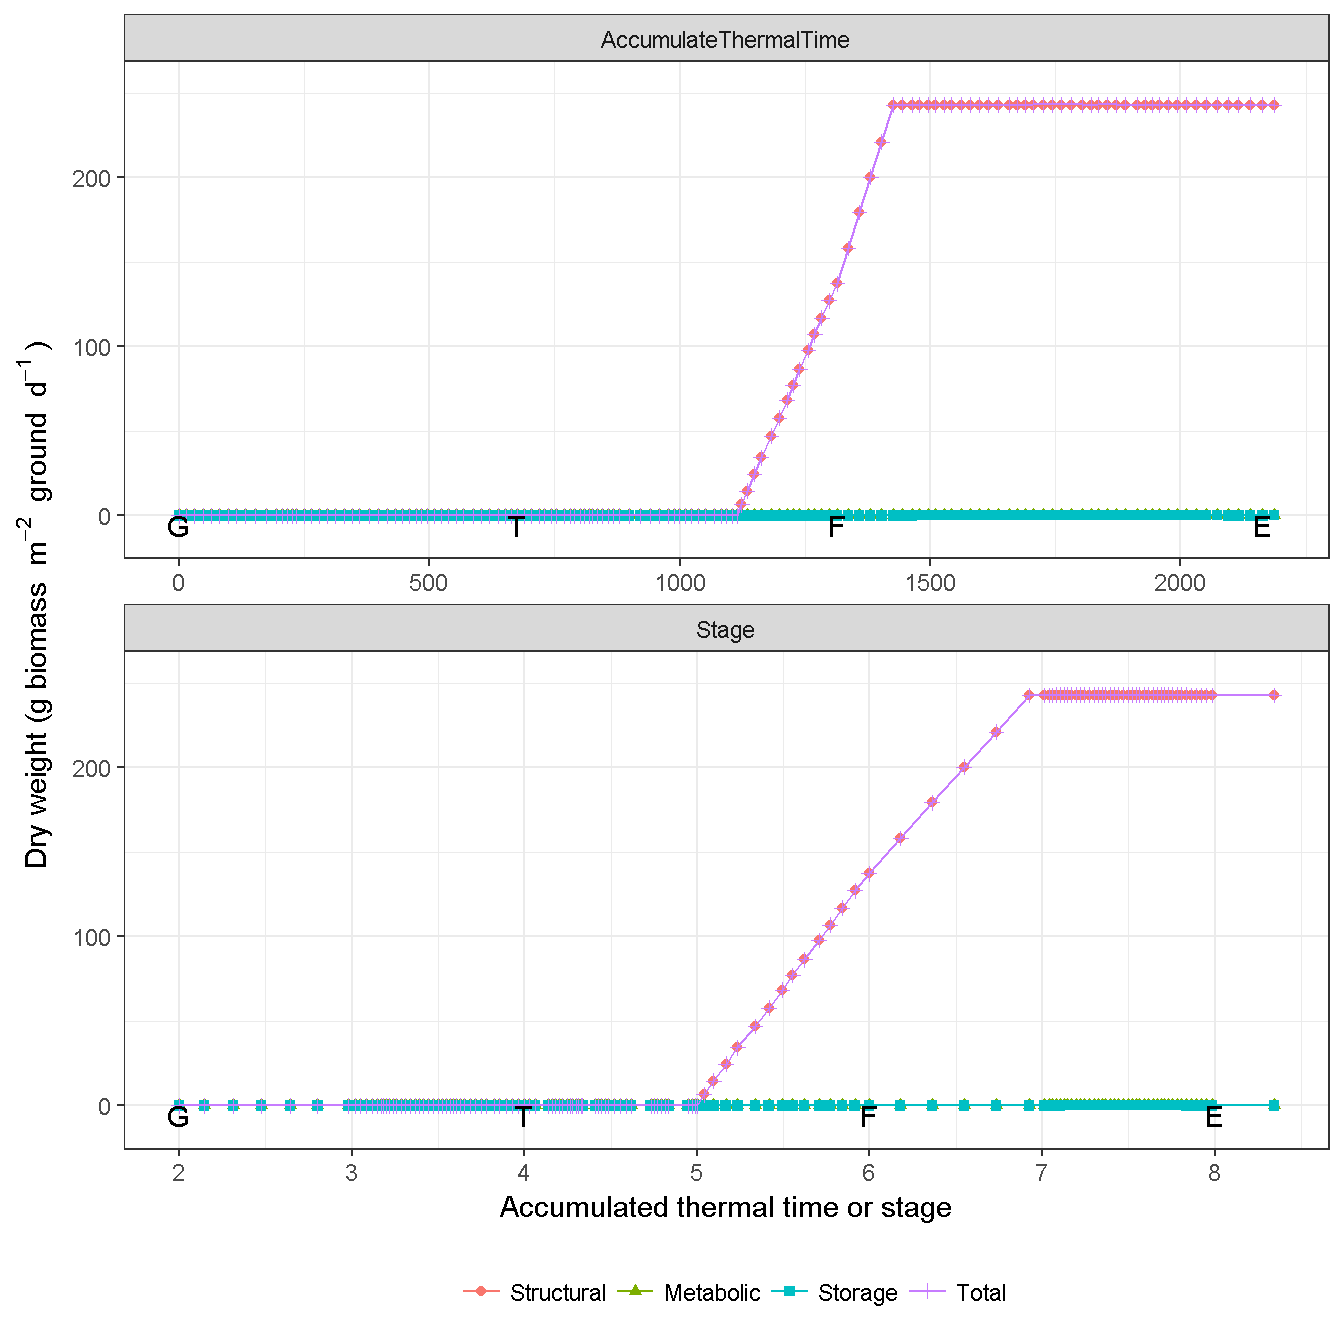 AccumulateThermalTime
200
100
0
G T F E
0 500 1000 1500 2000
Stage
200
100
0
G T F E
2 3 4 5 6 7 8
Dry weight (g biomass m⁻² ground d⁻¹ )
Accumulated thermal time or stage
Structural Metabolic Storage Total